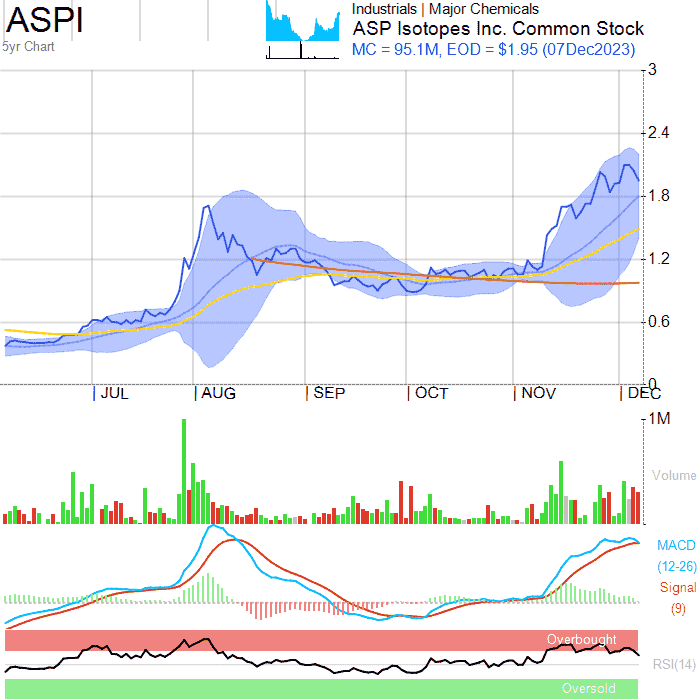 ASPI
5yr Chart
Industrials | Major Chemicals
ASP Isotopes Inc. Common Stock
MC = 95.1M, EOD = $1.95 (07Dec2023)
3
2.4
1.8
1.2
0.6
0
JUL
AUG
SEP
OCT
NOV
DEC
1M
Volume
MACD
(12-26)
Signal
(9)
Overbought
RSI(14)
Oversold